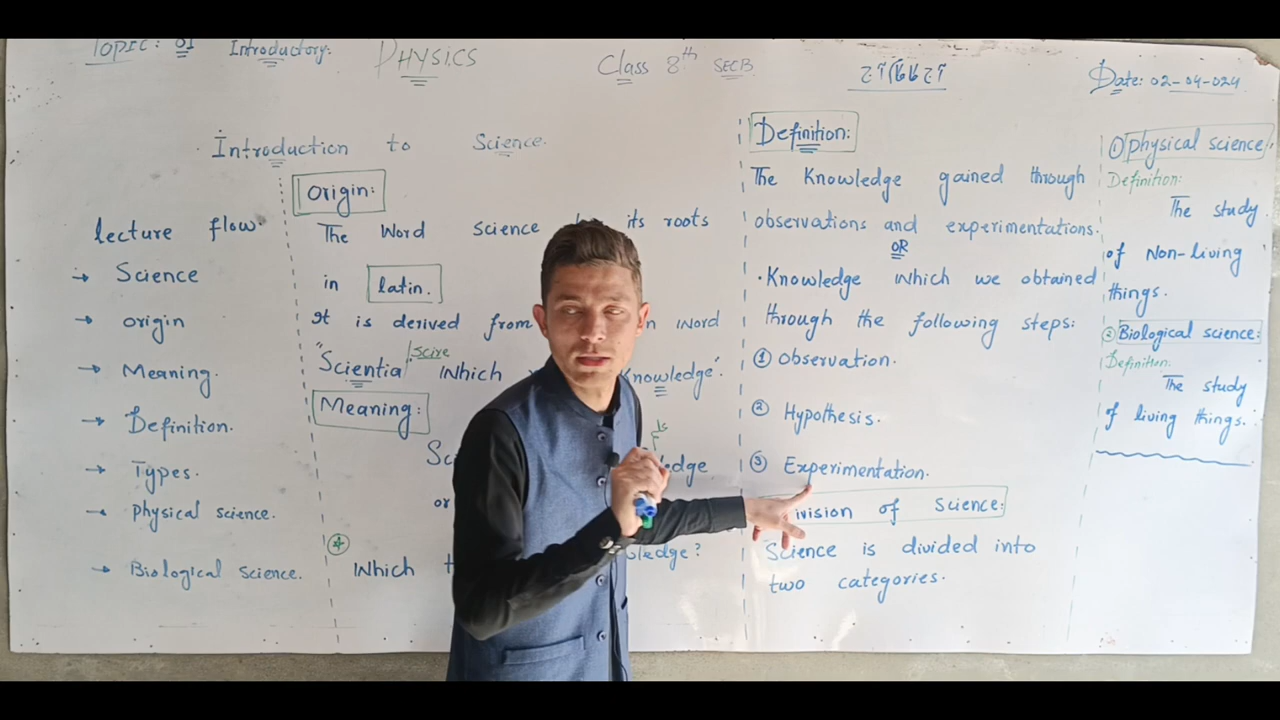 Topic: 01 Introductory:
PHYSICS
Class 8th SEC B
Date: 02-04-024
Introduction to Science.
lecture flow
→ Science
→ origin
→ Meaning.
→ Definition.
→ Types.
→ physical science.
→ Biological science.
Origin:
The Word science its roots
in latin.
It is derived from word
"Scientia scire which Knowledge".
Meaning:
or
④ Which
Definition:
The Knowledge gained through
observations and experimentations.
OR
·Knowledge which we obtained
through the following steps:
① Observation.
② Hypothesis.
③ Experimentation.
ivision of Science:
Science is divided into
two categories.
① physical science
Definition:
The study
of Non-living
things.
② Biological science:
Definition:
The study
of living things.